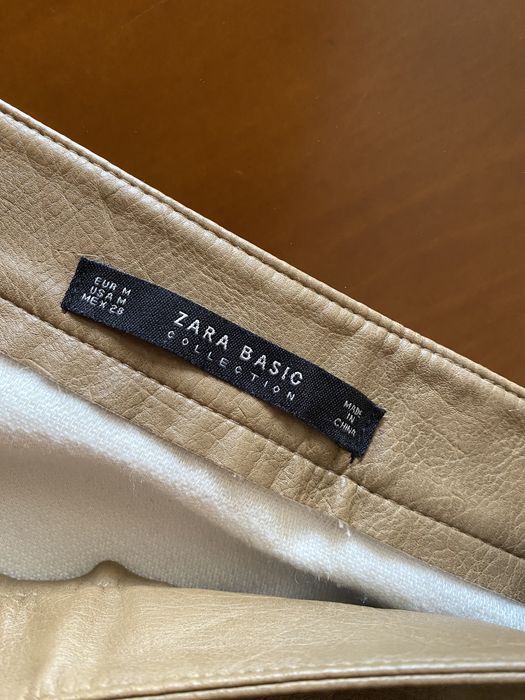 EUR M
USA M
MEX 28
ZARA BASIC
COLLECTION
MADE
IN
CHINA